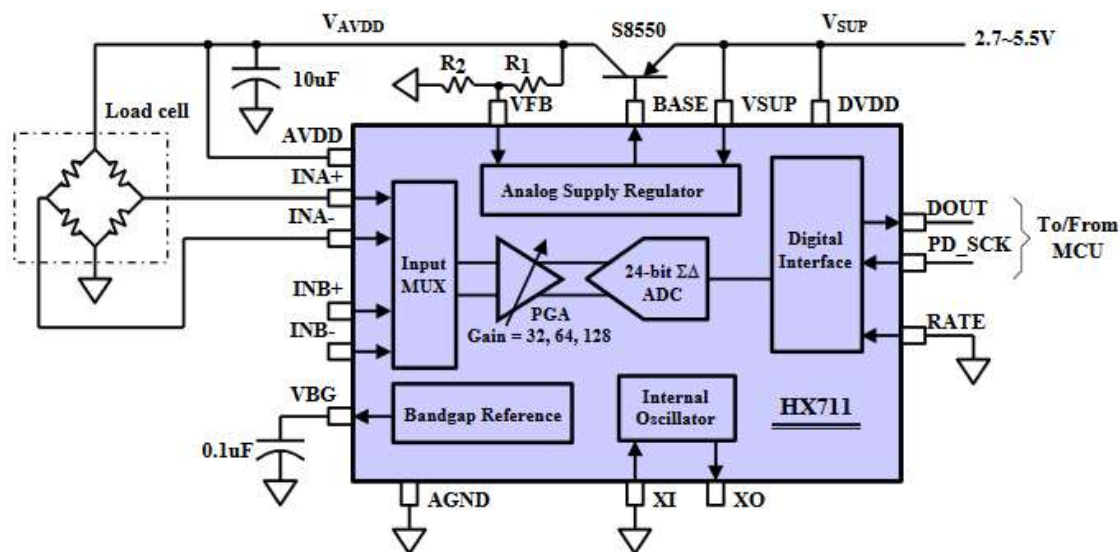 V_AVDD
S8550
V_SUP
2.7~5.5V
10uF
R2
R1
VFB
BASE
VSUP
DVDD
Load cell
AVDD
INA+
INA-
INB+
INB-
VBG
0.1uF
Analog Supply Regulator
Input
MUX
PGA
Gain = 32, 64, 128
24-bit ΣΔ
ADC
Digital
Interface
DOUT
PD_SCK
To/From
MCU
RATE
Bandgap Reference
Internal
Oscillator
HX711
AGND
XI
XO